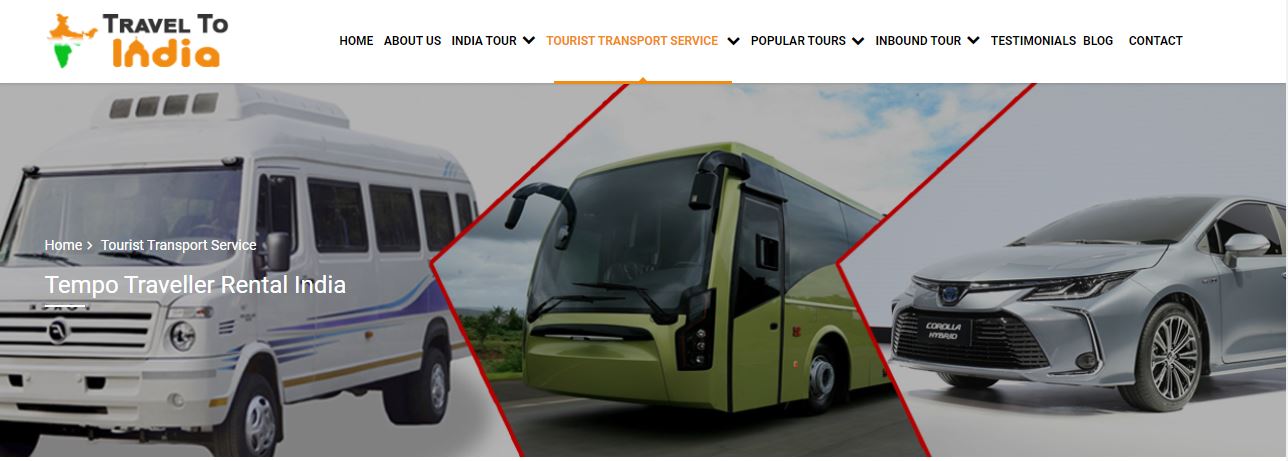 TRAVEL TO
India
HOME ABOUT US INDIA TOUR TOURIST TRANSPORT SERVICE POPULAR TOURS INBOUND TOUR TESTIMONIALS BLOG CONTACT
Home > Tourist Transport Service
Tempo Traveller Rental India
COROLLA
HYBRID